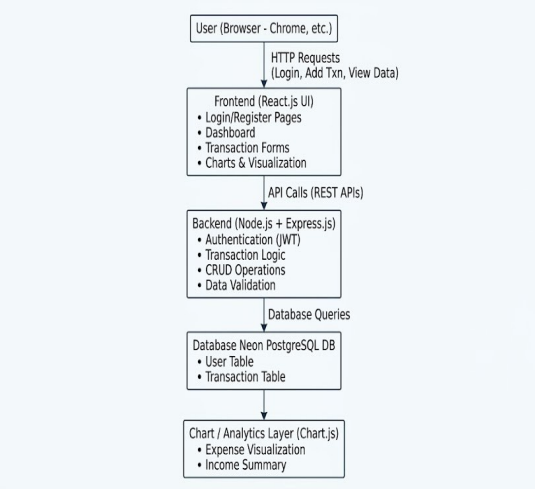 User (Browser - Chrome, etc.)
HTTP Requests
(Login, Add Txn, View Data)
Frontend (React.js UI)
• Login/Register Pages
• Dashboard
• Transaction Forms
• Charts & Visualization
API Calls (REST APIs)
Backend (Node.js + Express.js)
• Authentication (JWT)
• Transaction Logic
• CRUD Operations
• Data Validation
Database Queries
Database Neon PostgreSQL DB
• User Table
• Transaction Table
Chart / Analytics Layer (Chart.js)
• Expense Visualization
• Income Summary